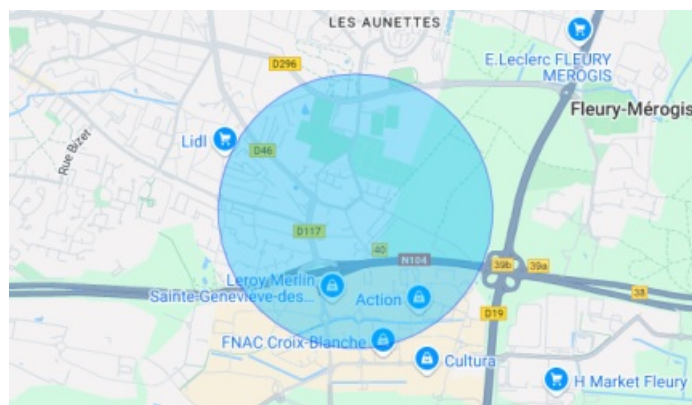 LES AUNETTES
E.Leclerc FLEURY
MEROGIS
D296
Fleury-Mérogis
Rue Bizet
Lidl
D46
D117
40
N104
39b
39a
Leroy Merlin
Sainte-Geneviève-des...
Action
38
D19
FNAC Croix-Blanche
Cultura
H Market Fleury